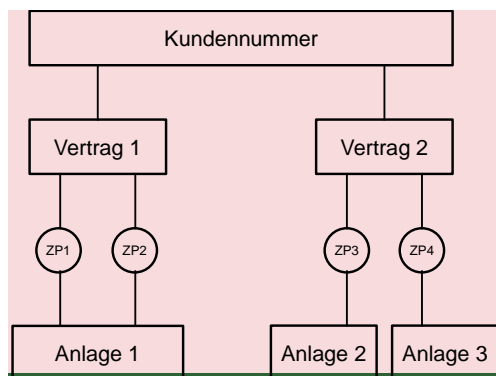 Kundennummer
Vertrag 1 Vertrag 2
ZP1 ZP2 ZP3 ZP4
Anlage 1 Anlage 2 Anlage 3